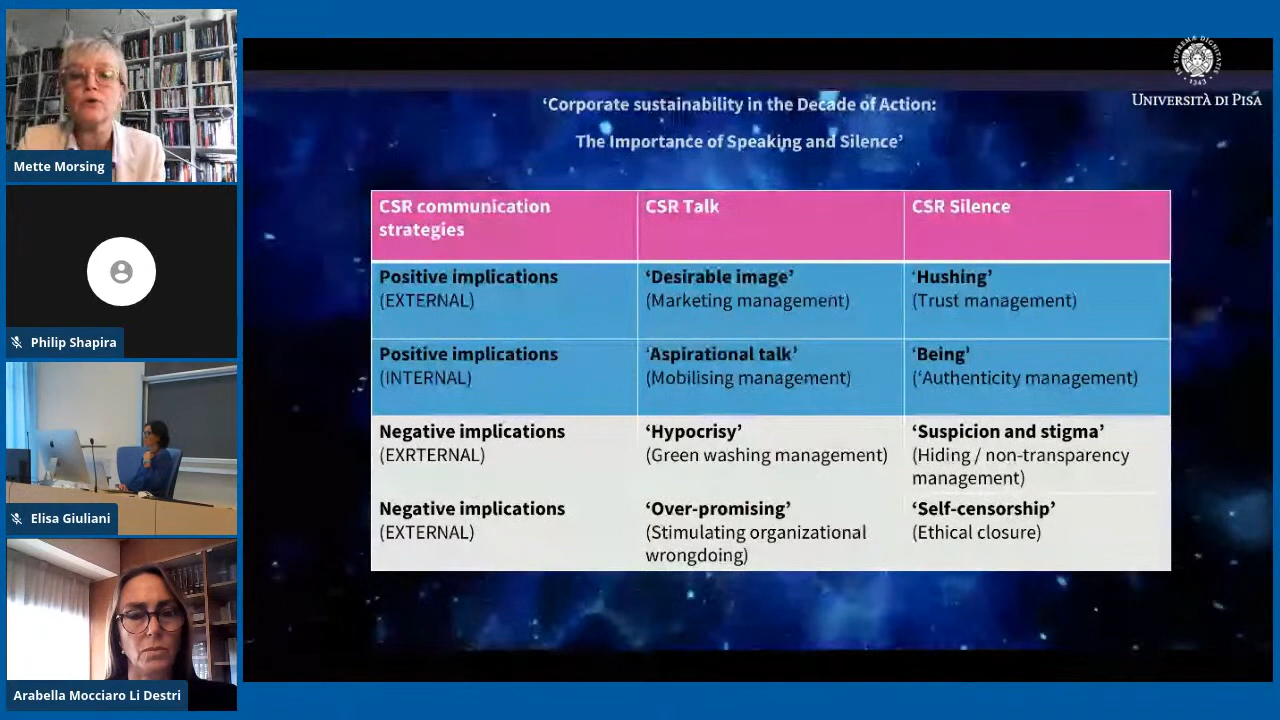 Mette Morsing
Philip Shapira
Elisa Giuliani
Arabella Mocciaro Li Destri
IN SUPREMÆ DIGNITATIS
1343
UNIVERSITÀ DI PISA
‘Corporate sustainability in the Decade of Action:
The Importance of Speaking and Silence’
CSR communication
strategies
CSR Talk
CSR Silence
Positive implications
(EXTERNAL)
‘Desirable image’
(Marketing management)
‘Hushing’
(Trust management)
Positive implications
(INTERNAL)
‘Aspirational talk’
(Mobilising management)
‘Being’
(‘Authenticity management)
Negative implications
(EXRTERNAL)
‘Hypocrisy’
(Green washing management)
‘Suspicion and stigma’
(Hiding / non-transparency
management)
Negative implications
(EXTERNAL)
‘Over-promising’
(Stimulating organizational
wrongdoing)
‘Self-censorship’
(Ethical closure)